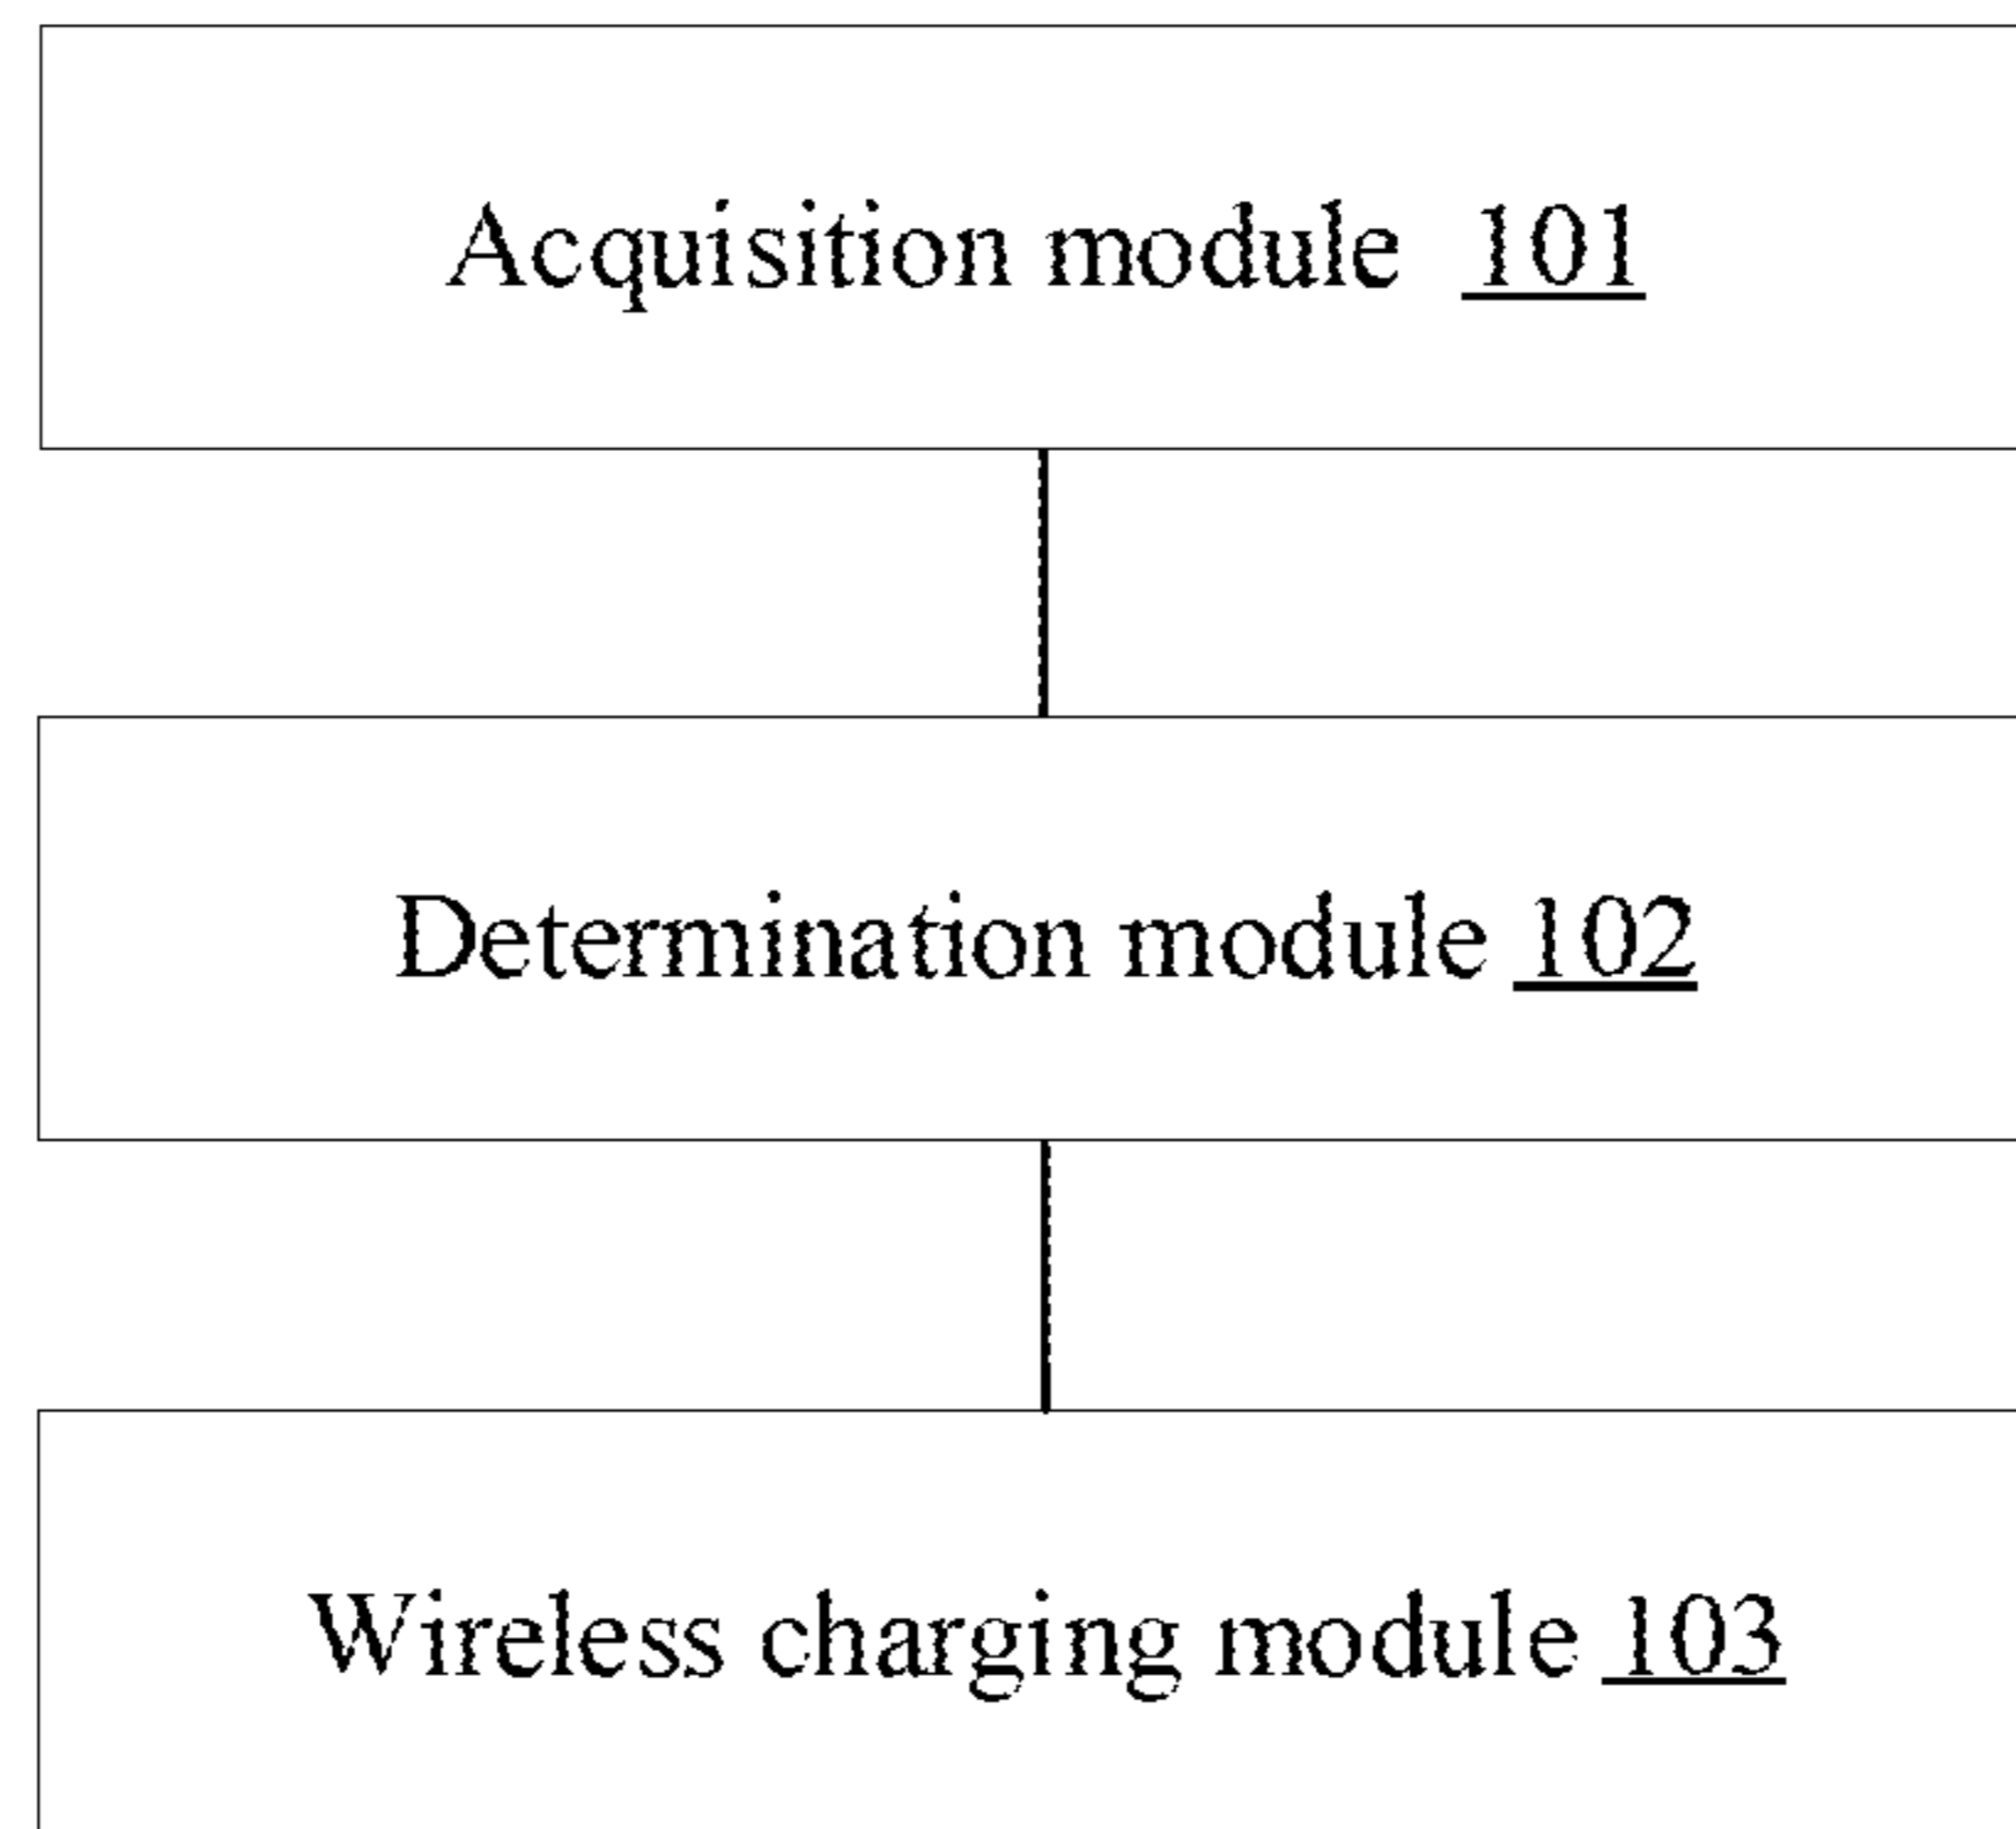 Acquisition module 101
Determination module 102
Wireless charging module 103